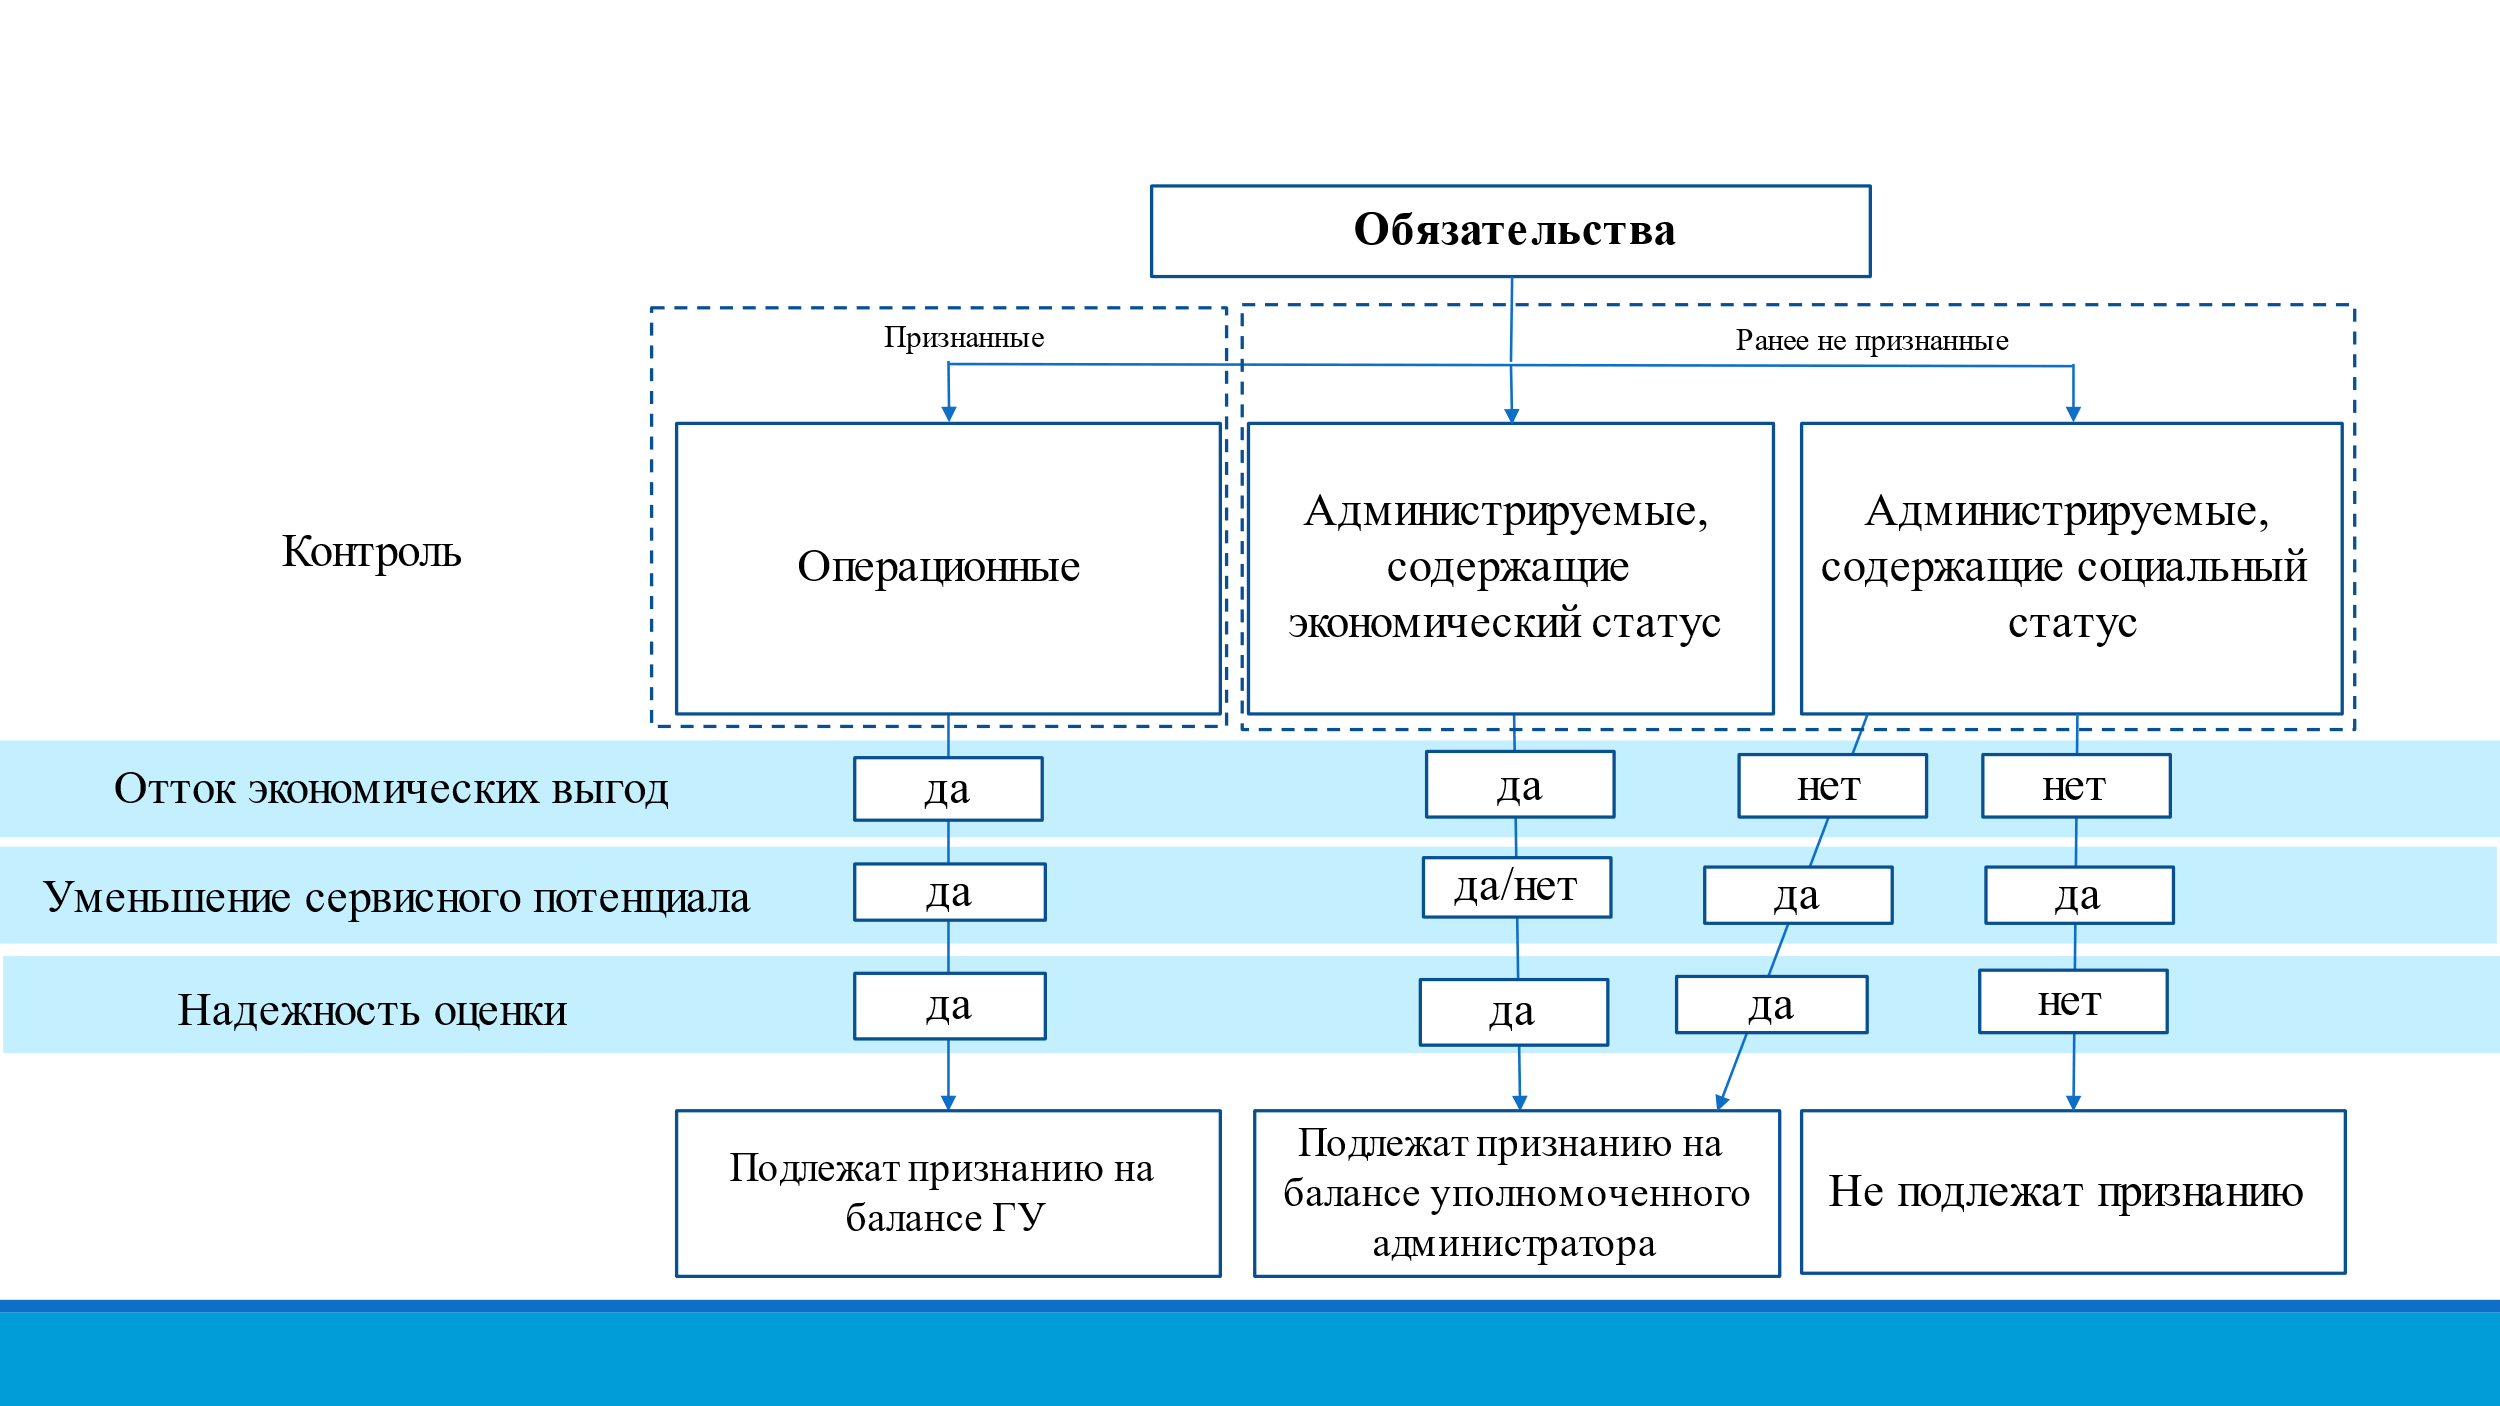 Обязательства
Признанные
Ранее не признанные
Контроль
Операционные
Администрируемые,
содержащие
экономический статус
Администрируемые,
содержащие социальный
статус
Отток экономических выгод
да
да
нет
нет
Уменьшение сервисного потенциала
да
да/нет
да
да
Надежность оценки
да
да
да
нет
Подлежат признанию на
балансе ГУ
Подлежат признанию на
балансе уполномоченного
администратора
Не подлежат признанию